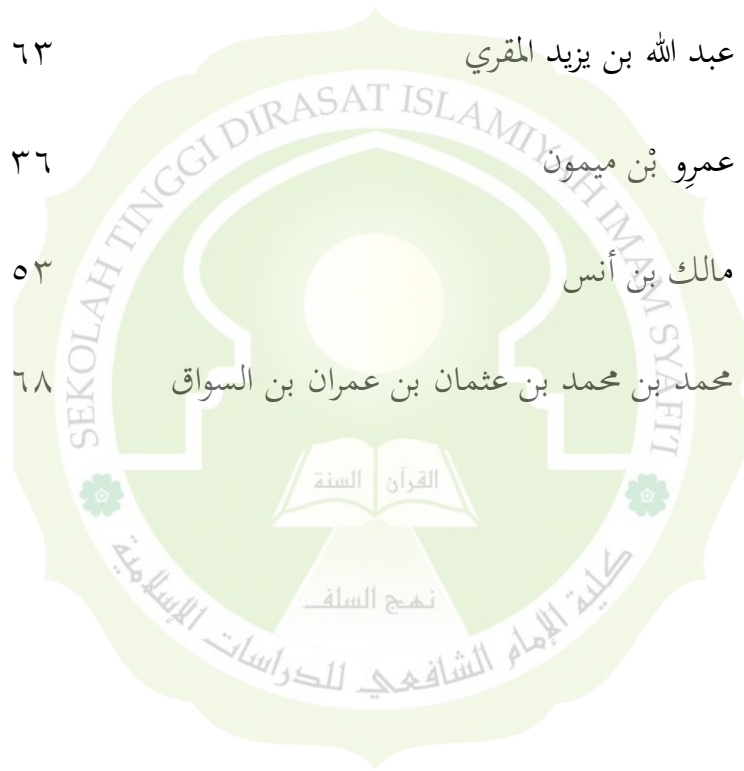 عبد الله بن يزيد المقري ٦٣
عمرِو بْن ميمون ٣٦
مالك بن أنس ٥٣
محمد بن محمد بن عثمان بن عمران بن السواق ٦٨
SEKOLAH TINGGI DIRASAT ISLAMIYAH IMAM SYAFI'I
القرآن السنة
نهج السلف
كلية الإمام الشافعي للدراسات الإسلامية